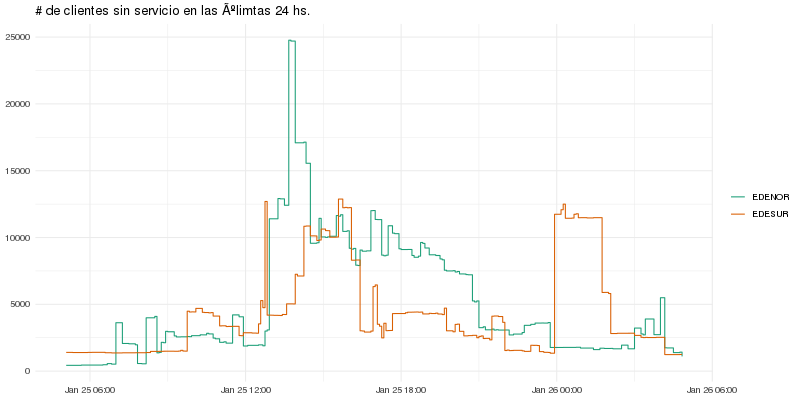 # de clientes sin servicio en las Ãºlimtas 24 hs.
25000
20000
15000
10000
5000
0
Jan 25 06:00 Jan 25 12:00 Jan 25 18:00 Jan 26 00:00 Jan 26 06:00
EDENOR
EDESUR